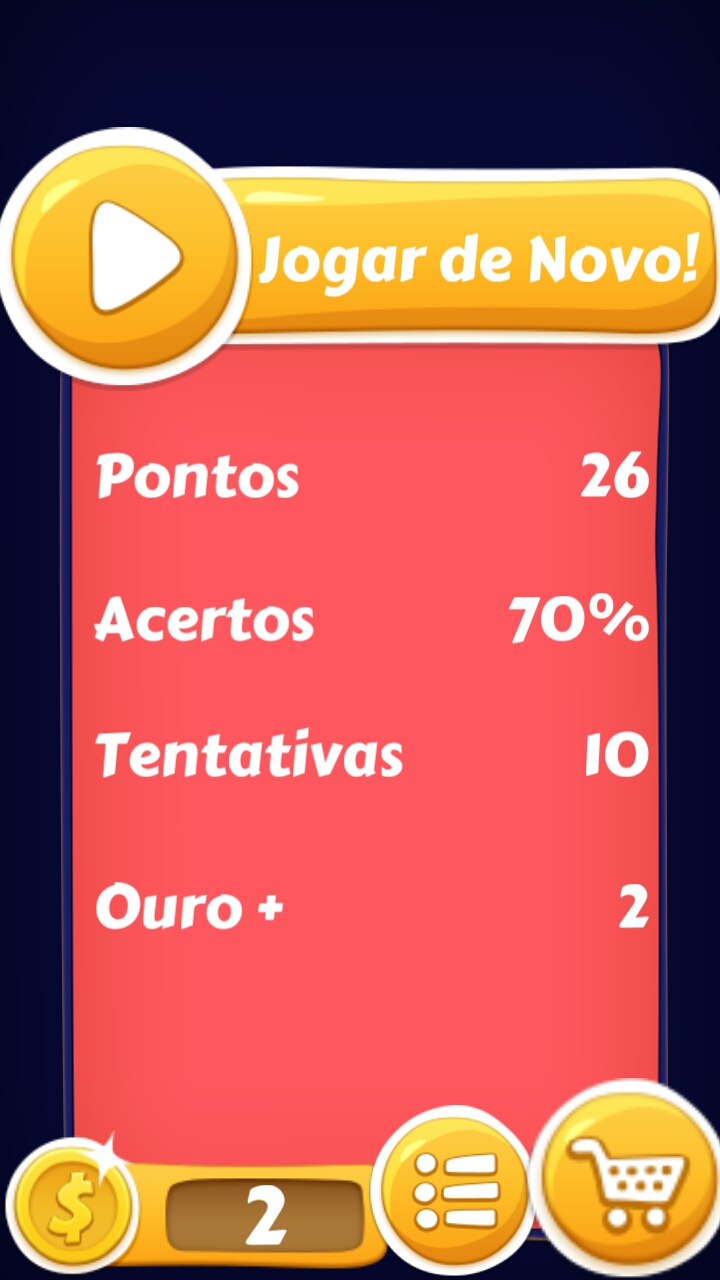 Jogar de Novo!
Pontos 26
Acertos 70%
Tentativas 10
Ouro + 2
$ 2